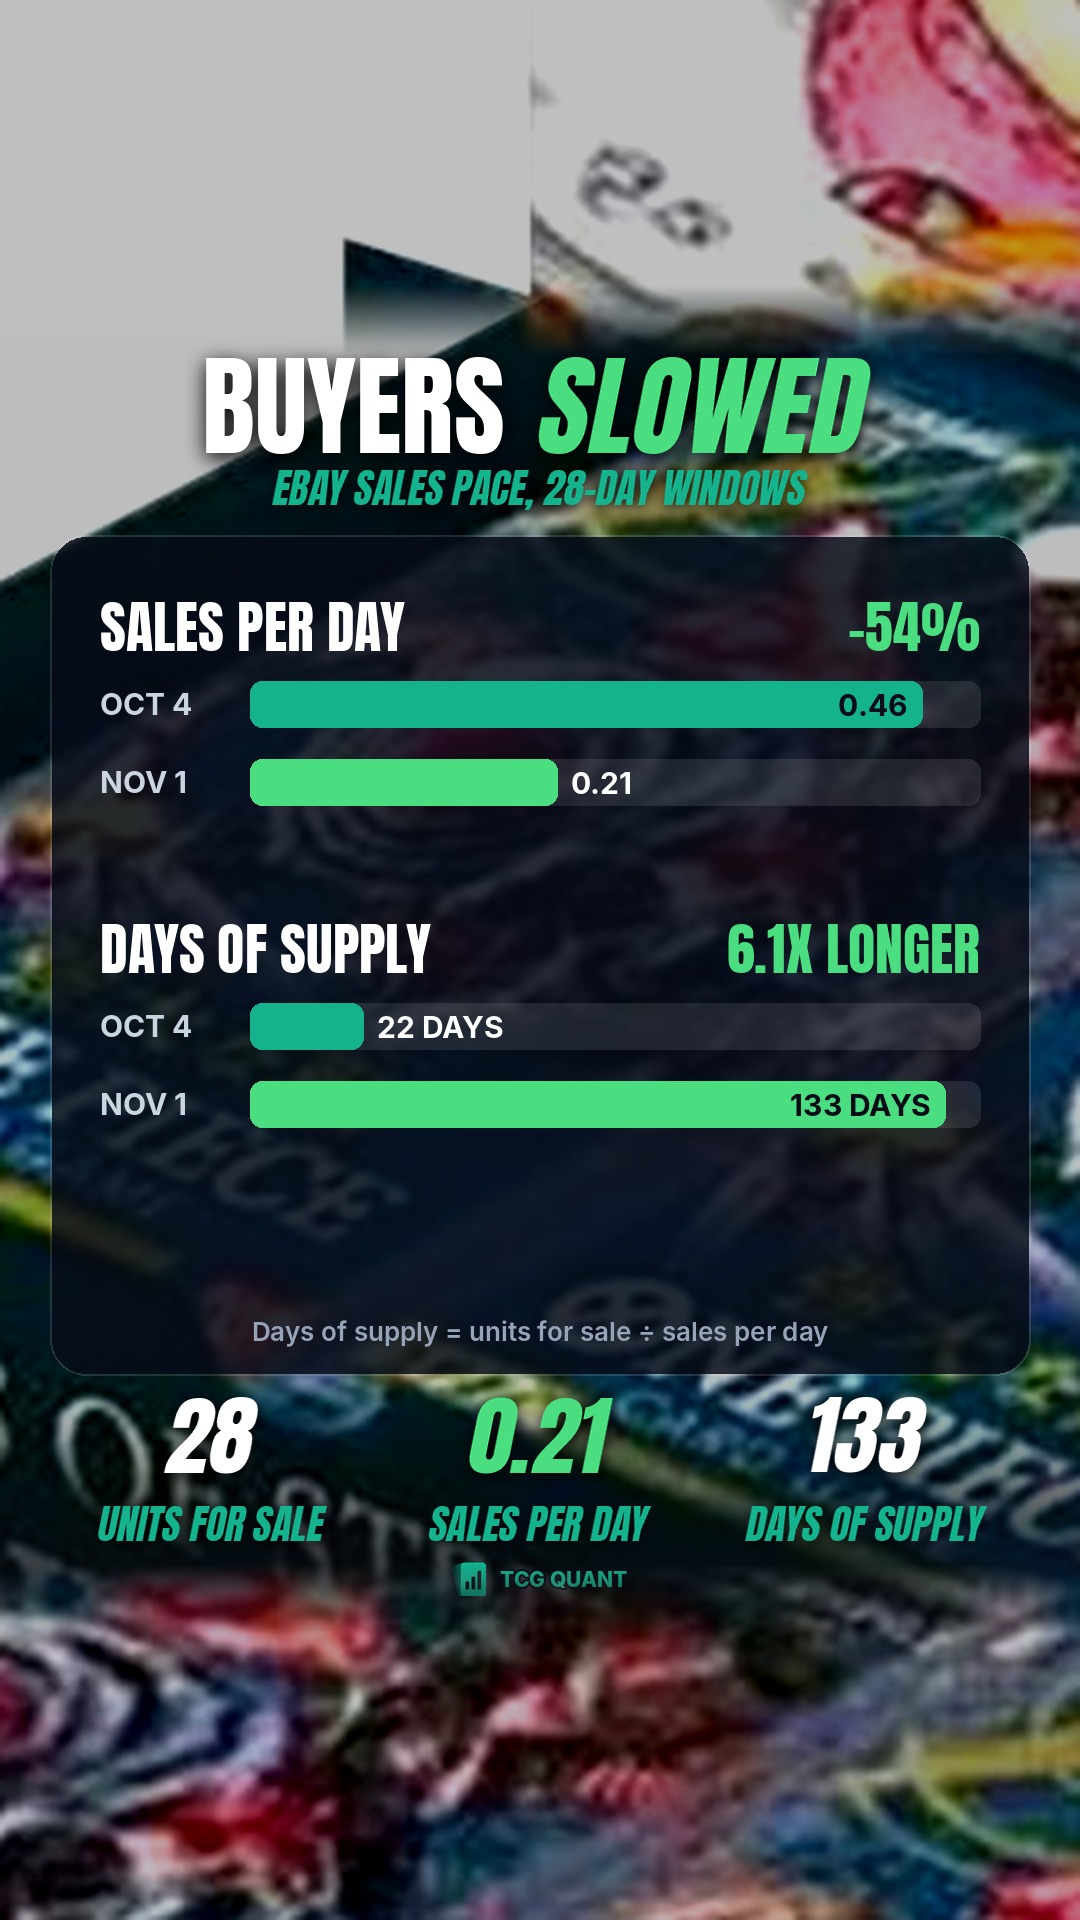 BUYERS SLOWED
EBAY SALES PACE, 28-DAY WINDOWS
SALES PER DAY -54%
OCT 4 0.46
NOV 1 0.21
DAYS OF SUPPLY 6.1X LONGER
OCT 4 22 DAYS
NOV 1 133 DAYS
PIECE
Days of supply = units for sale ÷ sales per day
28 0.21 133
UNITS FOR SALE SALES PER DAY DAYS OF SUPPLY
TCG QUANT